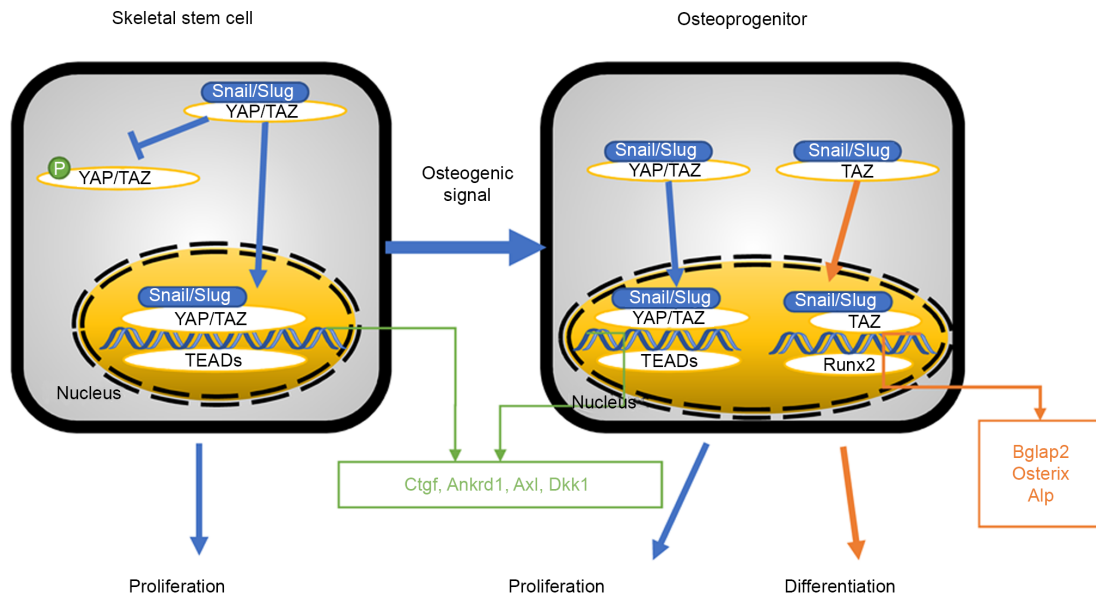 Skeletal stem cell
Osteoprogenitor
Snail/Slug
YAP/TAZ
P
YAP/TAZ
Snail/Slug
YAP/TAZ
TEADs
Nucleus
Osteogenic
signal
Snail/Slug
YAP/TAZ
Snail/Slug
TAZ
Snail/Slug
YAP/TAZ
TEADs
Snail/Slug
TAZ
Runx2
Nucleus
Ctgf, Ankrd1, Axl, Dkk1
Bglap2
Osterix
Alp
Proliferation
Proliferation
Differentiation